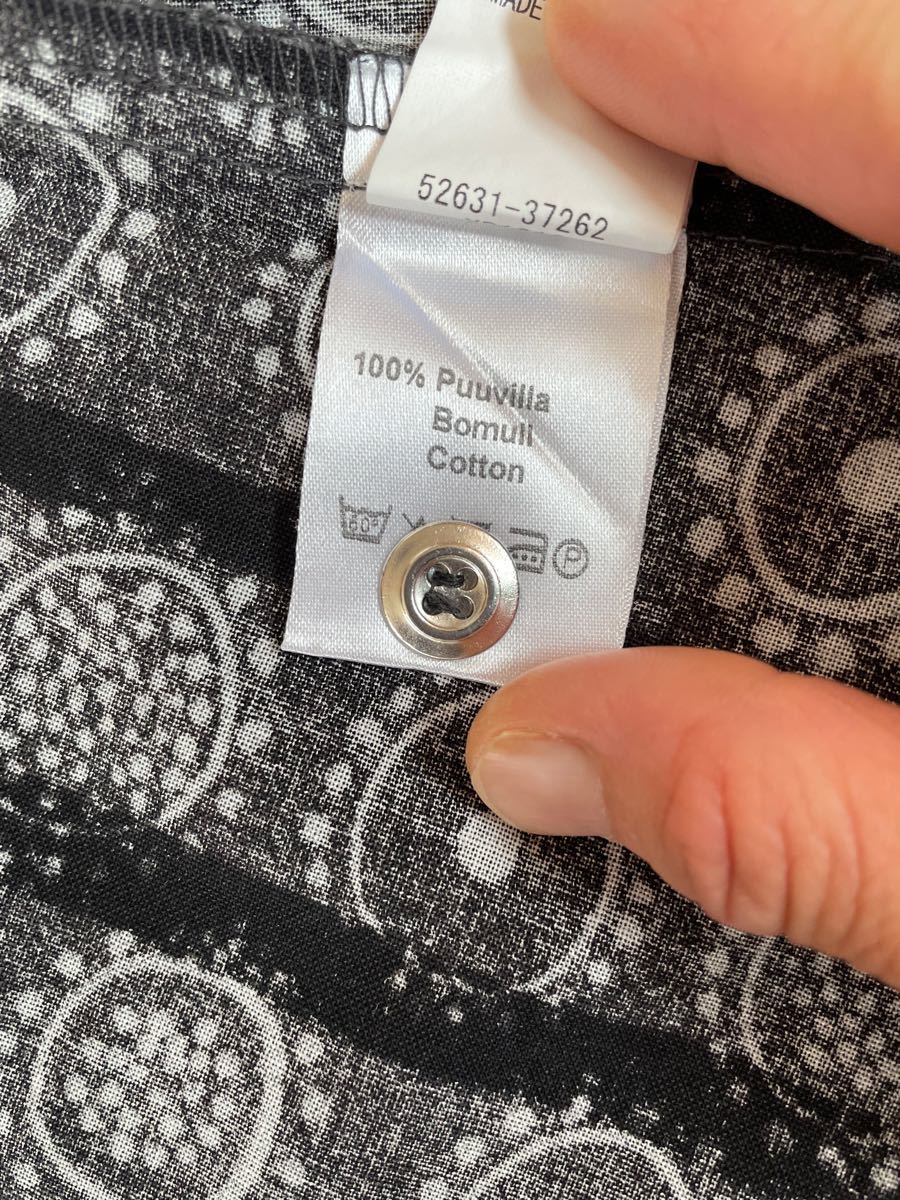 MADE
52631-37262
100% Puuvilla
Bomull
Cotton
60°
P